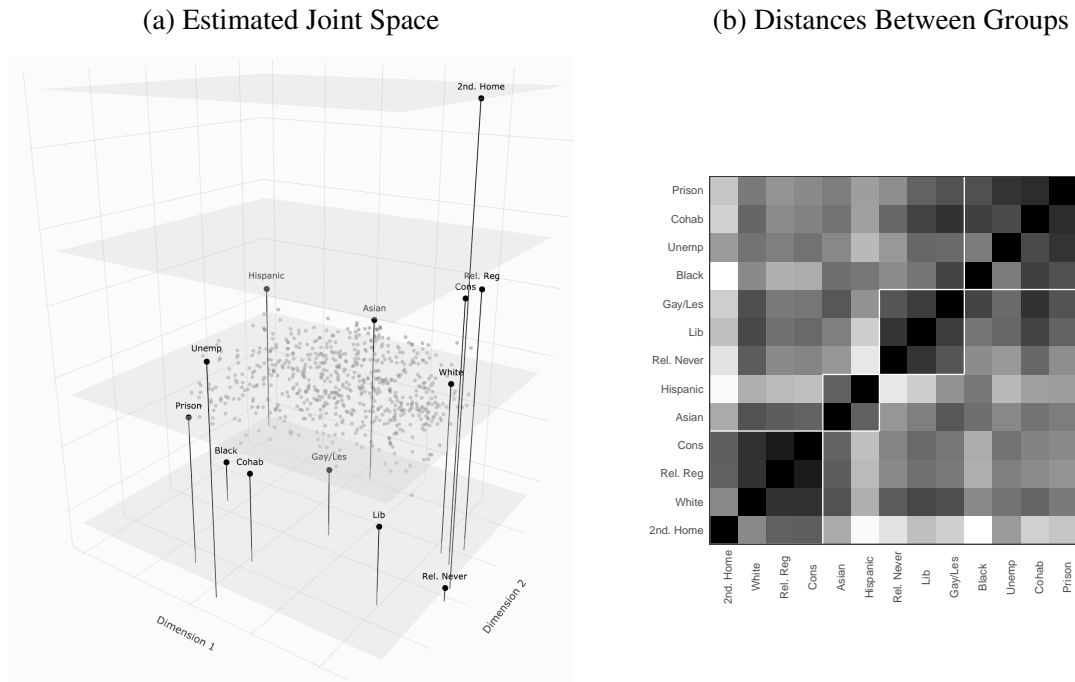 (a) Estimated Joint Space
(b) Distances Between Groups
2nd. Home
Hispanic
Rel. Reg
Cons
Asian
Unemp
White
Prison
Black
Cohab
Gay/Les
Lib
Rel. Never
Dimension 1
Dimension 2
Prison
Cohab
Unemp
Black
Gay/Les
Lib
Rel. Never
Hispanic
Asian
Cons
Rel. Reg
White
2nd. Home
2nd. Home
White
Rel. Reg
Cons
Asian
Hispanic
Rel. Never
Lib
Gay/Les
Black
Unemp
Cohab
Prison